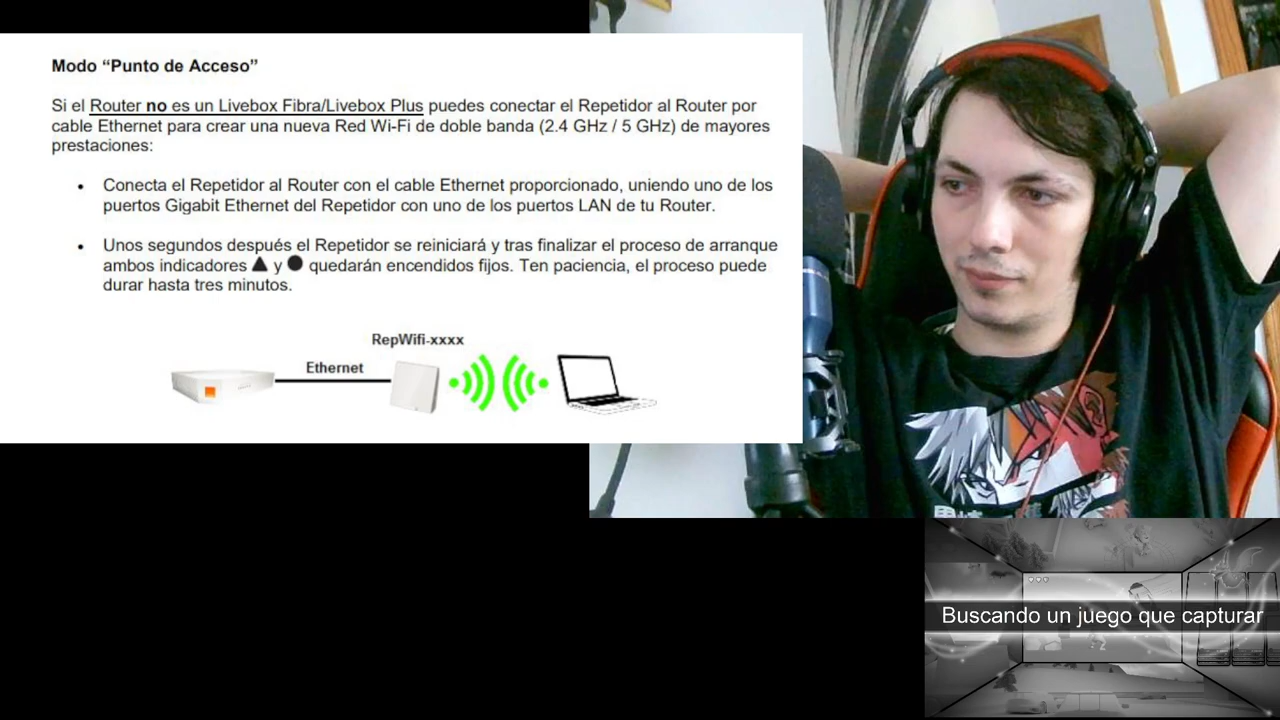 Modo “Punto de Acceso”
Si el Router no es un Livebox Fibra/Livebox Plus puedes conectar el Repetidor al Router por
cable Ethernet para crear una nueva Red Wi-Fi de doble banda (2.4 GHz / 5 GHz) de mayores
prestaciones:
• Conecta el Repetidor al Router con el cable Ethernet proporcionado, uniendo uno de los
puertos Gigabit Ethernet del Repetidor con uno de los puertos LAN de tu Router.
• Unos segundos después el Repetidor se reiniciará y tras finalizar el proceso de arranque
ambos indicadores ▲ y ● quedarán encendidos fijos. Ten paciencia, el proceso puede
durar hasta tres minutos.
RepWifi-xxxx
Ethernet
Buscando un juego que capturar